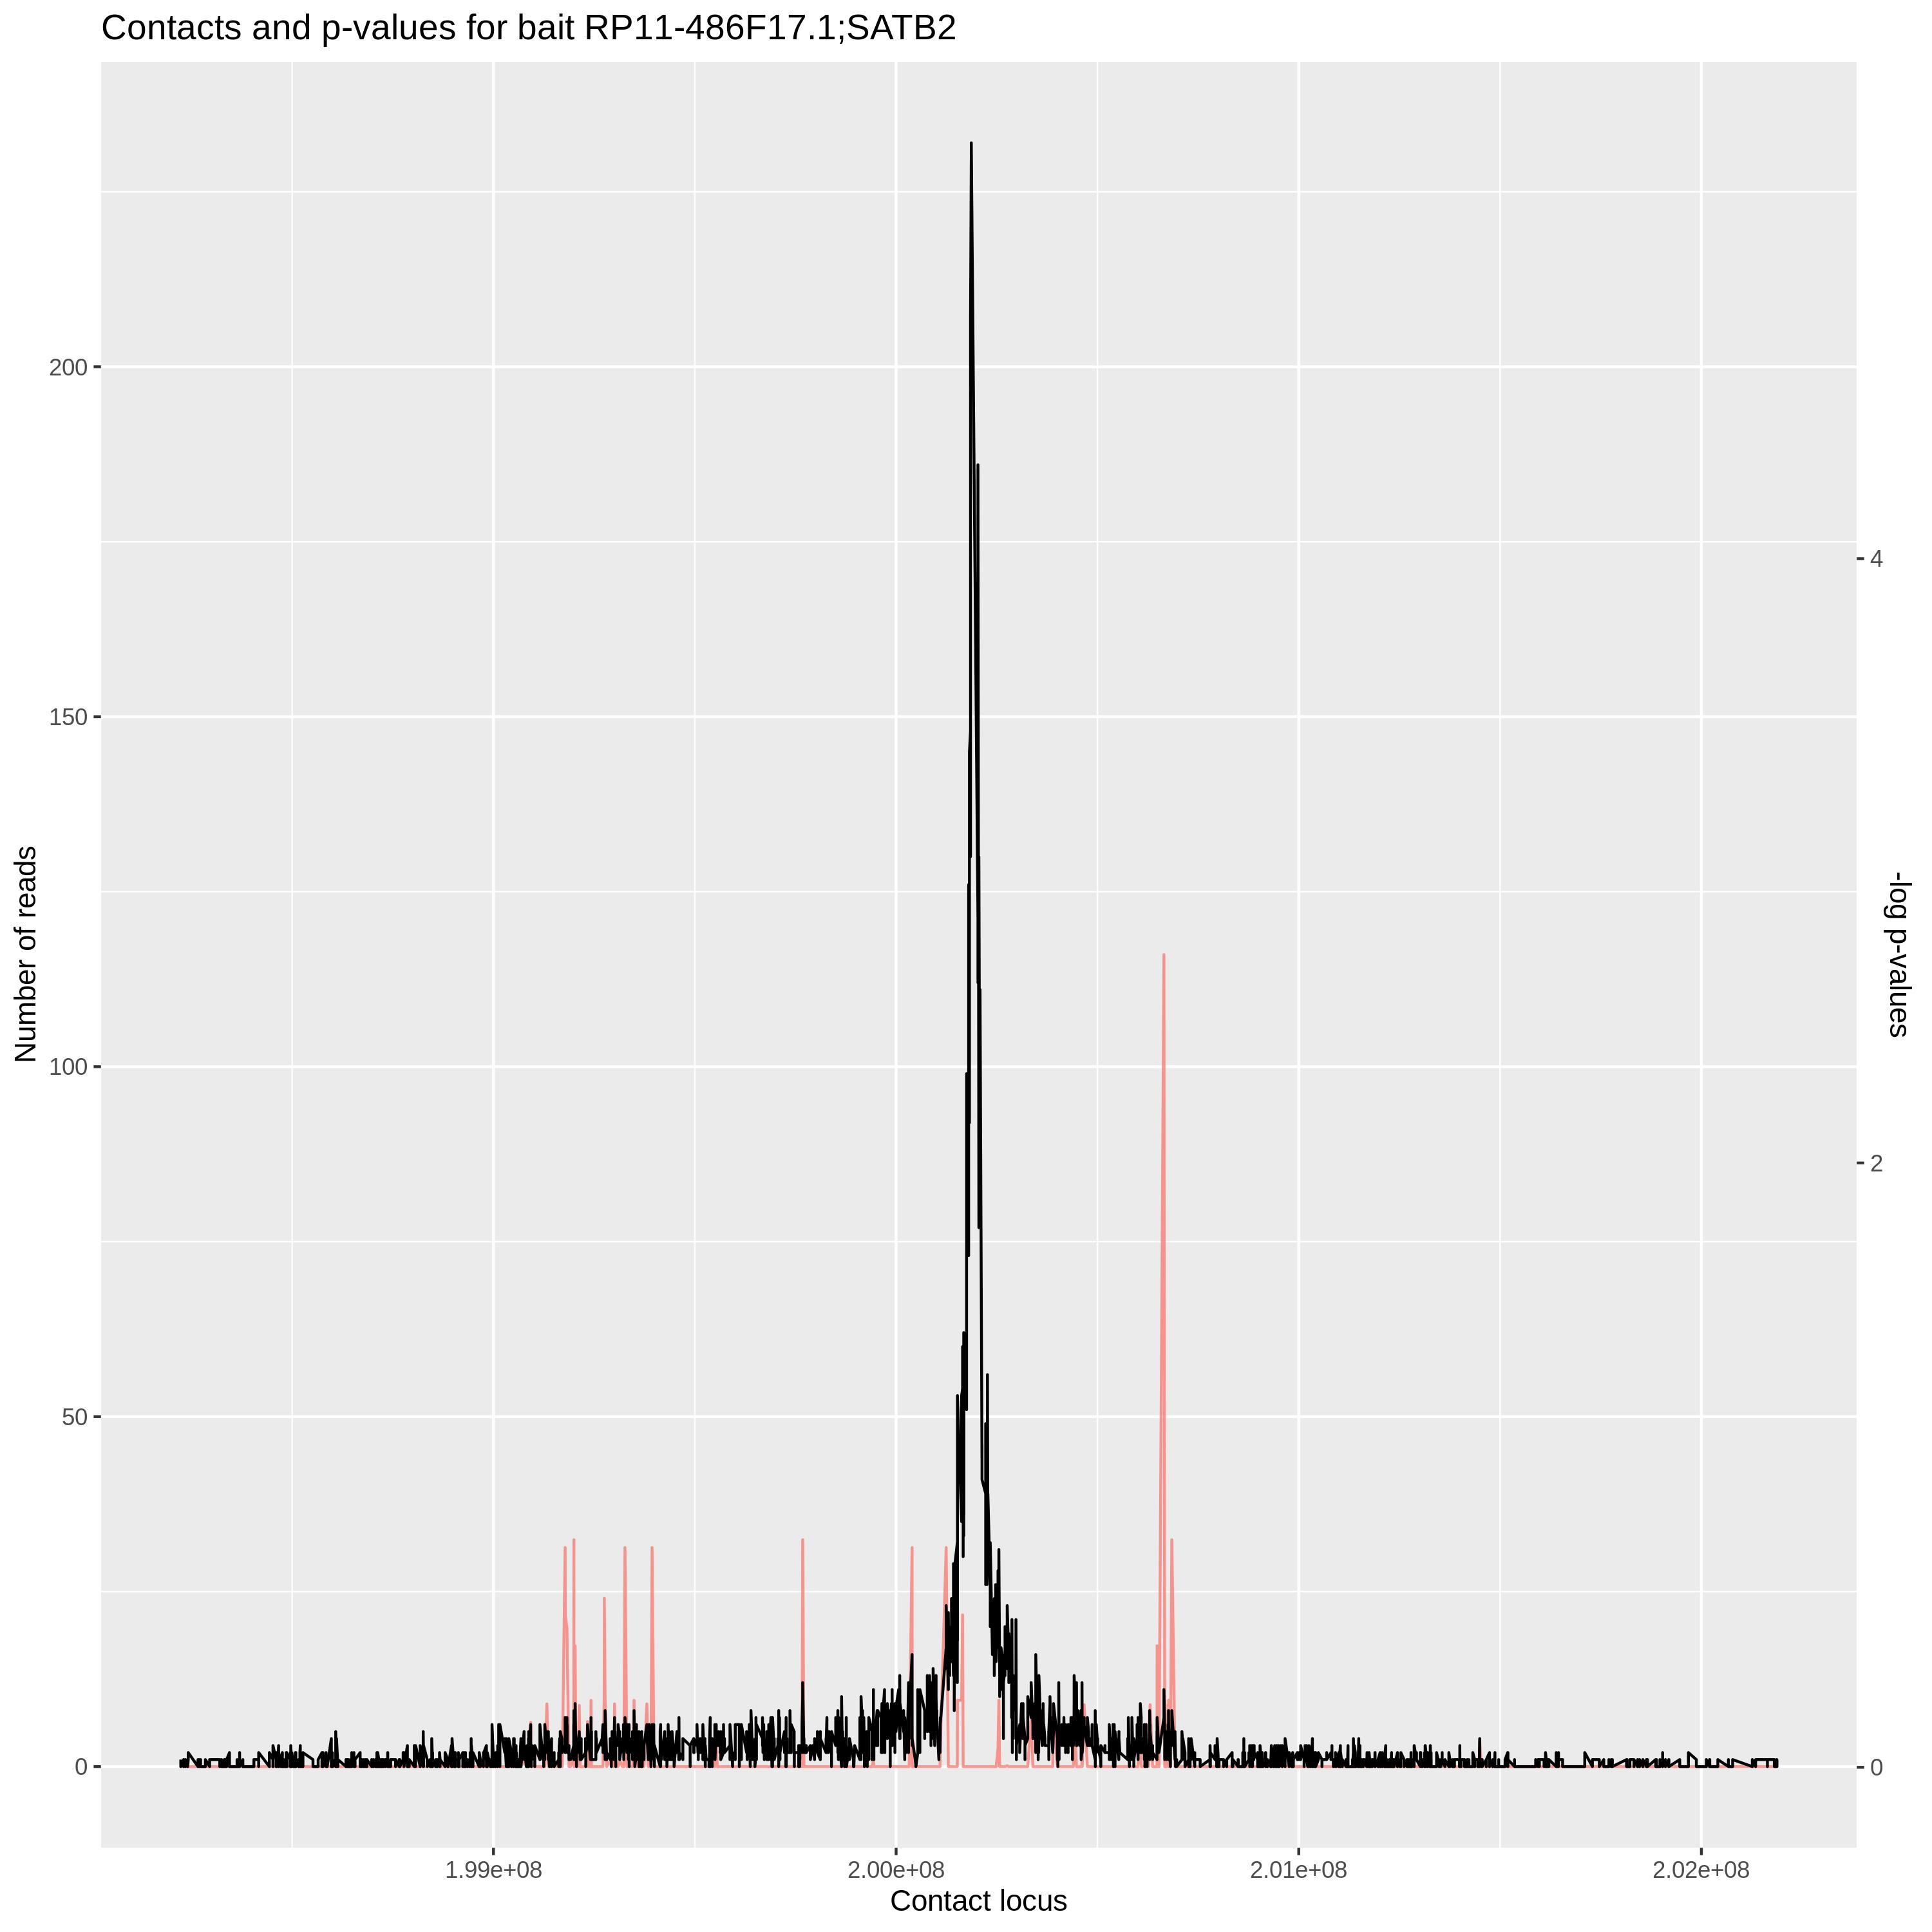 Contacts and p-values for bait RP11-486F17.1;SATB2
200
150
100
50
0
Number of reads
4
2
0
-log p-values
1.99e+08
2.00e+08
2.01e+08
2.02e+08
Contact locus